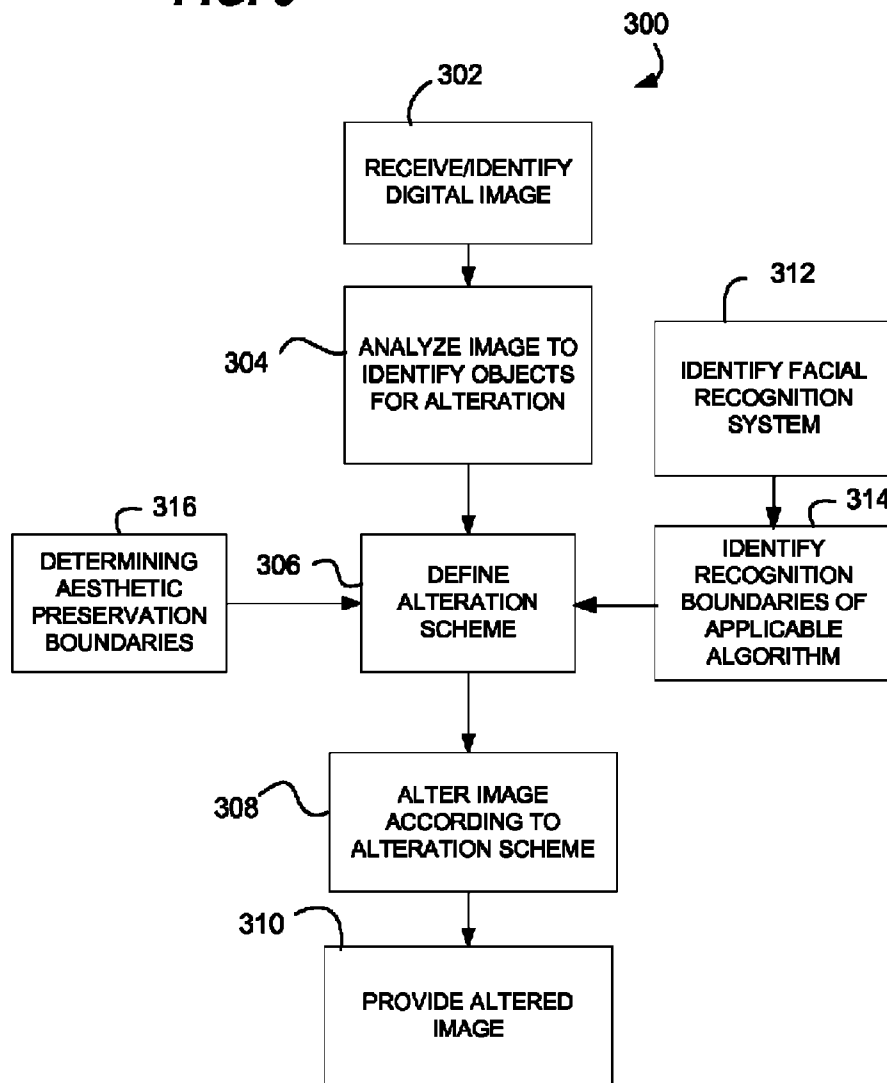 300
302
RECEIVE/IDENTIFY
DIGITAL IMAGE
304
ANALYZE IMAGE TO
IDENTIFY OBJECTS
FOR ALTERATION
312
IDENTIFY FACIAL
RECOGNITION
SYSTEM
316
DETERMINING
AESTHETIC
PRESERVATION
BOUNDARIES
306
DEFINE
ALTERATION
SCHEME
314
IDENTIFY
RECOGNITION
BOUNDARIES OF
APPLICABLE
ALGORITHM
308
ALTER IMAGE
ACCORDING TO
ALTERATION SCHEME
310
PROVIDE ALTERED
IMAGE